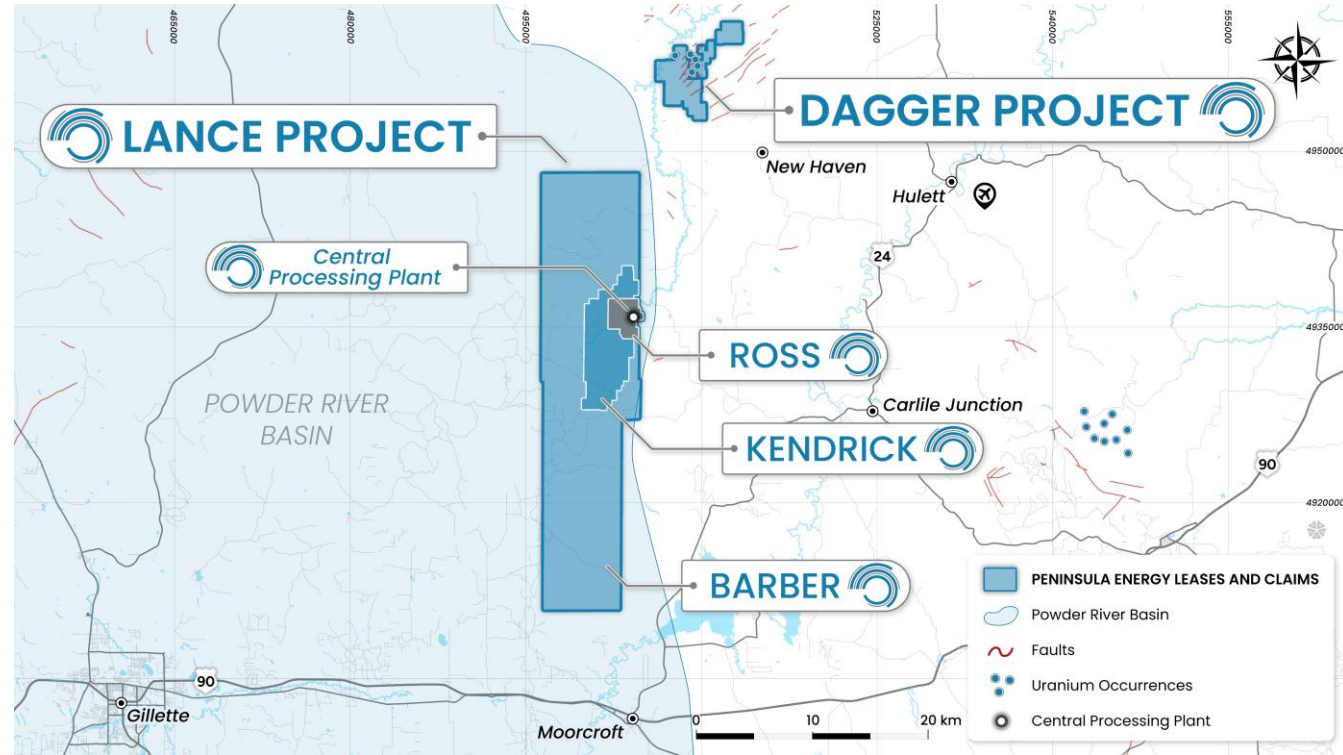 465000
480000
495000
525000
540000
555000
LANCE PROJECT
DAGGER PROJECT
4950000
New Haven
Hulett
Central
Processing Plant
24
4935000
ROSS
POWDER RIVER
BASIN
Carlile Junction
KENDRICK
90
4920000
BARBER
PENINSULA ENERGY LEASES AND CLAIMS
Powder River Basin
Faults
Uranium Occurrences
Central Processing Plant
90
Gillette
Moorcroft
0 10 20 km